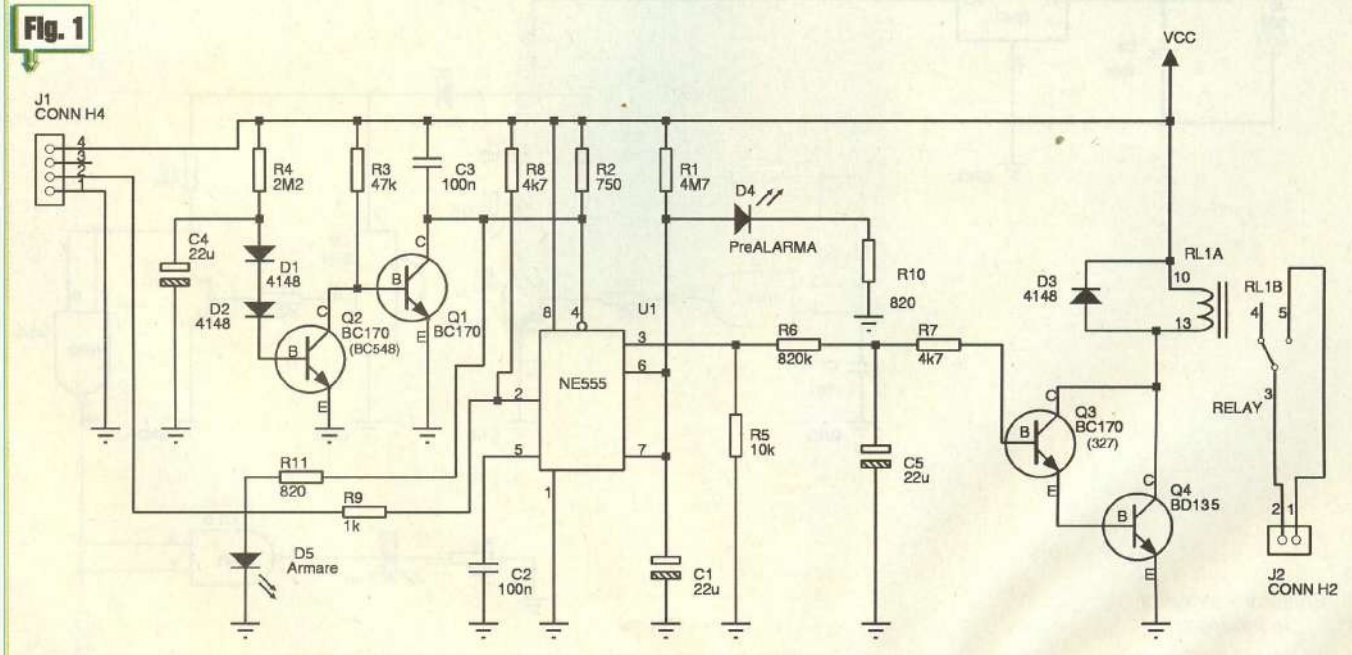 Fig. 1
VCC
J1
CONN H4
4
3
2
1
R4
2M2
R3
47k
C3
100n
R8
4k7
R2
750
R1
4M7
D4
PreALARMA
R10
820
C4
22u
D1
4148
D2
4148
C
B
E
Q2
BC170
(BC548)
C
B
E
Q1
BC170
8
4
U1
NE555
3
6
2
5
7
1
R6
820k
R7
4k7
R5
10k
C5
22u
D3
4148
RL1A
10
13
RL1B
4
5
3
RELAY
C
B
E
Q3
BC170
(327)
C
B
E
Q4
BD135
2
1
J2
CONN H2
R11
820
R9
1k
D5
Armare
C2
100n
C1
22u